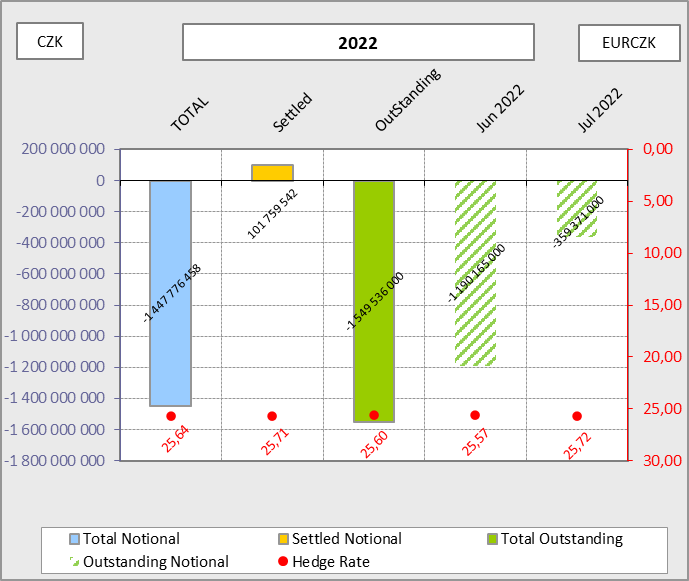 CZK
2022
EURCZK
TOTAL
Settled
OutStanding
Jun 2022
Jul 2022
200 000 000
0
-200 000 000
-400 000 000
-600 000 000
-800 000 000
-1 000 000 000
-1 200 000 000
-1 400 000 000
-1 600 000 000
-1 800 000 000
0,00
5,00
10,00
15,00
20,00
25,00
30,00
-1 447 776 458
101 759 542
-1 549 536 000
-1 190 165 000
-359 371 000
25,64
25,71
25,60
25,57
25,72
Total Notional
Settled Notional
Total Outstanding
Outstanding Notional
Hedge Rate